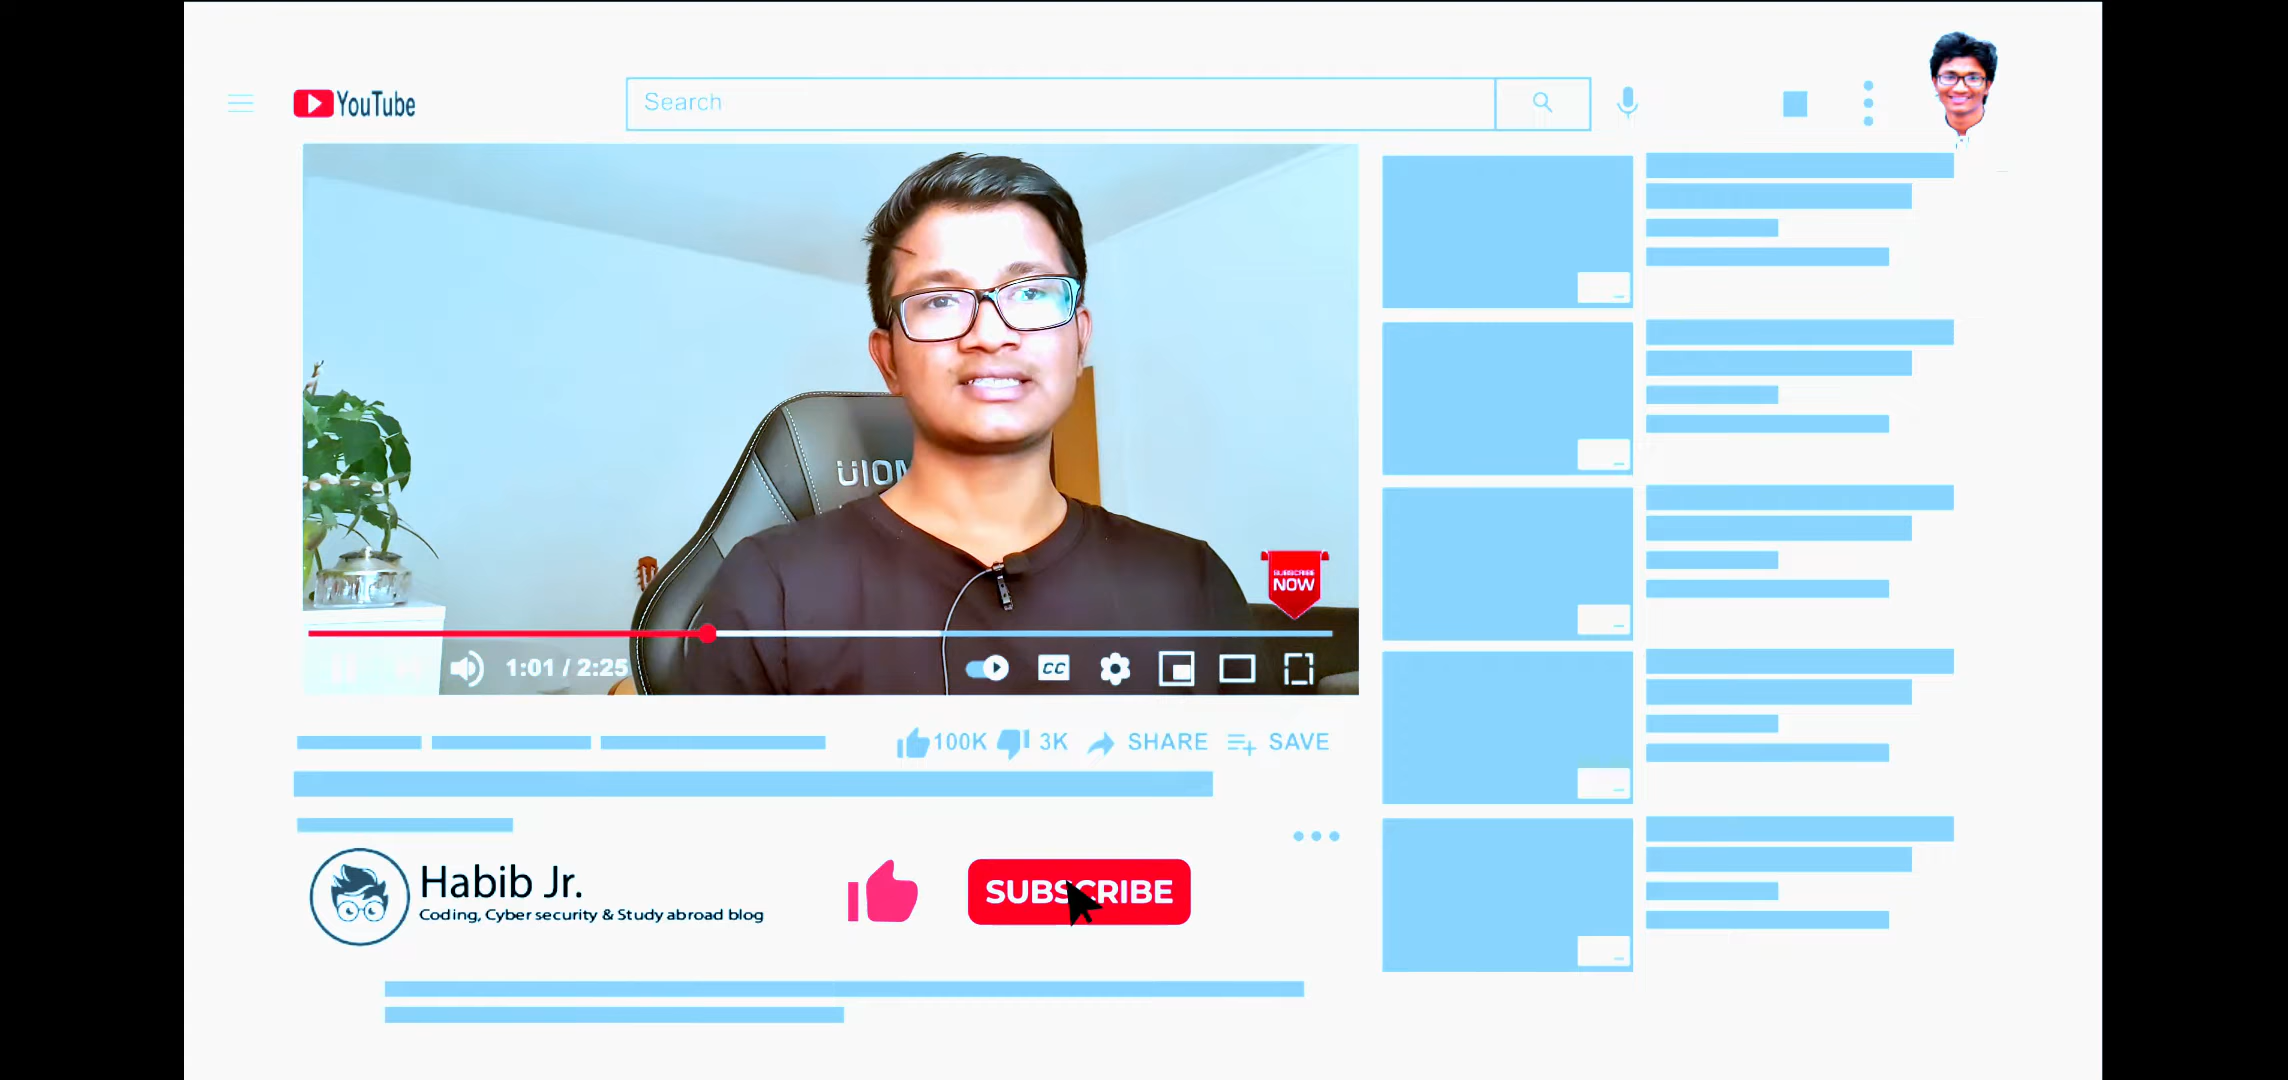 YouTube
Search
UIOM
SUBSCRIBE
NOW
1:01 / 2:25
CC
100K 3K SHARE SAVE
Habib Jr.
Coding, Cyber security & Study abroad blog
SUBSCRIBE